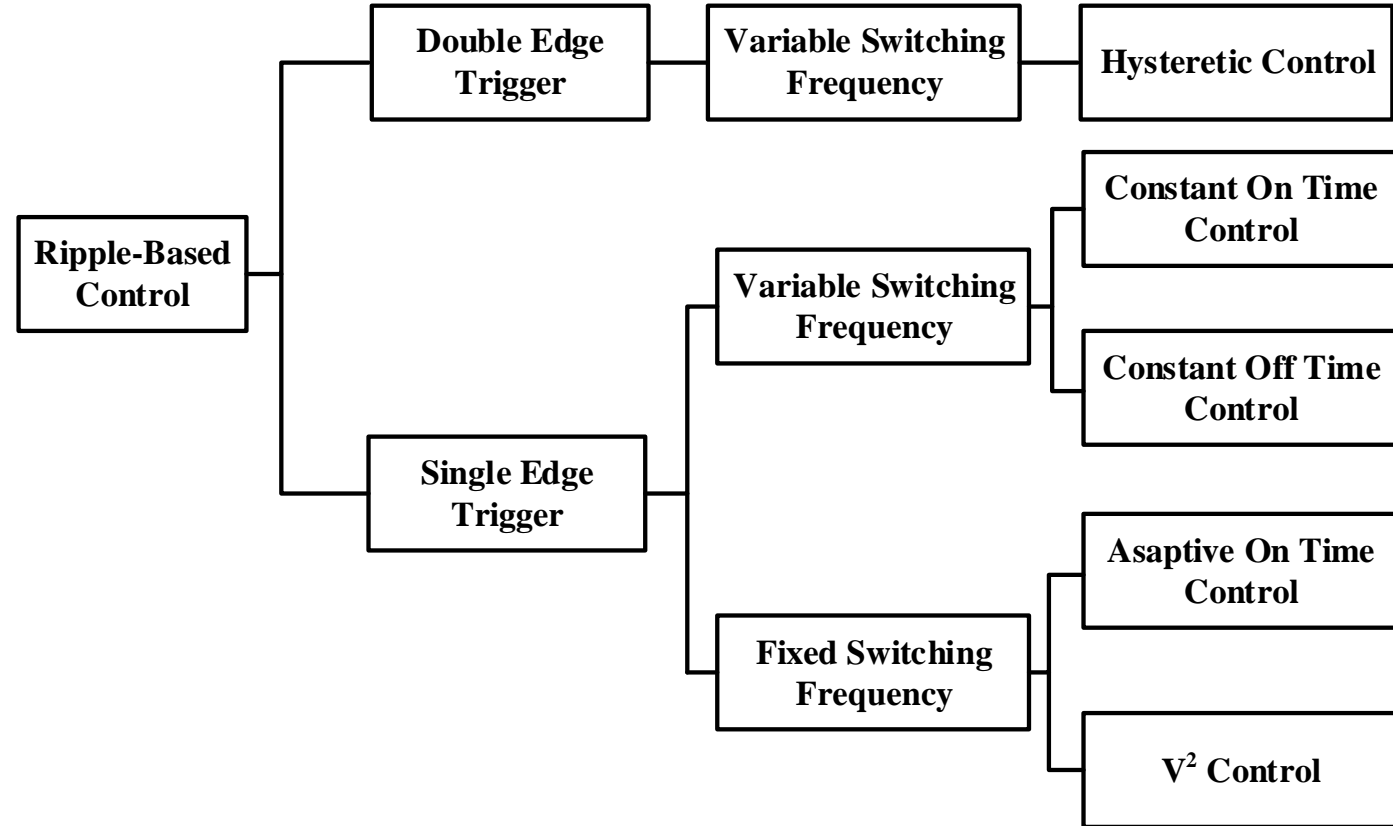 Double Edge
Trigger
Variable Switching
Frequency
Hysteretic Control
Ripple-Based
Control
Variable Switching
Frequency
Constant On Time
Control
Constant Off Time
Control
Single Edge
Trigger
Fixed Switching
Frequency
Asaptive On Time
Control
V² Control